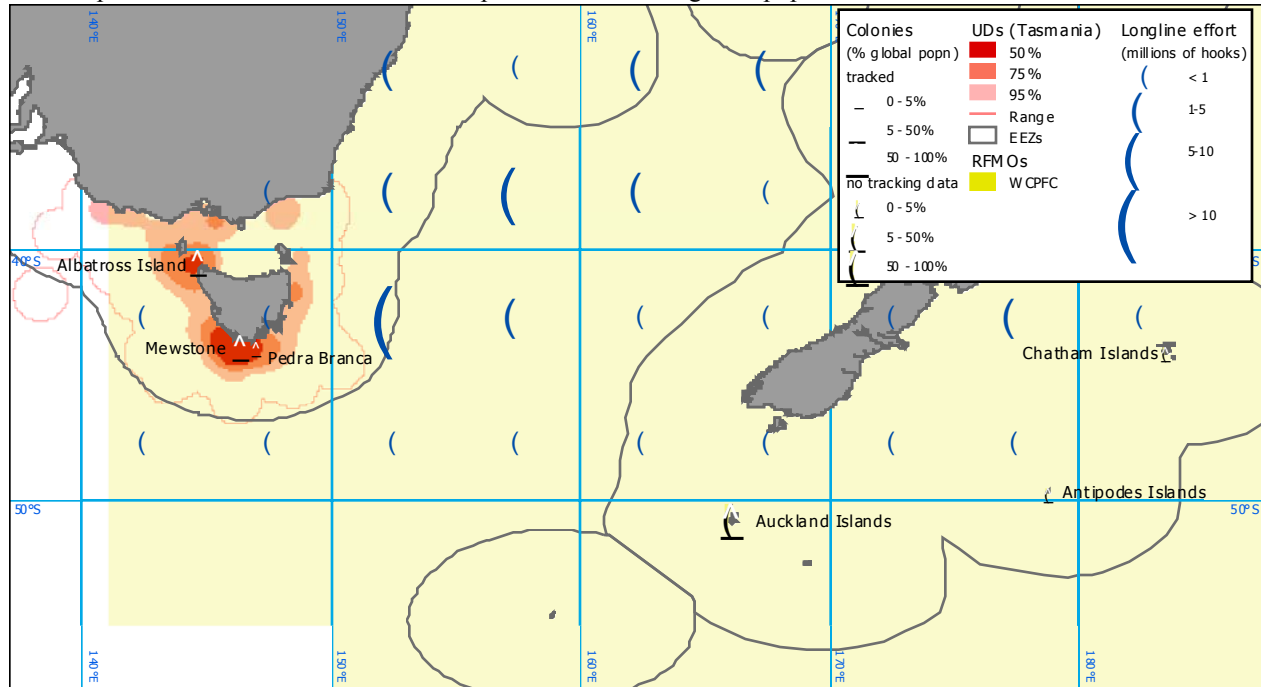 140°E
150°E
160°E
Colonies
(% global popn)
tracked
0 - 5%
5 - 50%
50 - 100%
no tracking data
0 - 5%
5 - 50%
50 - 100%
UDs (Tasmania)
50%
75%
95%
Range
EEZs
RFMOs
WCPFC
Longline effort
(millions of hooks)
< 1
1-5
5-10
> 10
40°S
Albatross Island
Mewstone
Pedra Branca
Chatham Islands
Antipodes Islands
50°S
50°S
Auckland Islands
140°E
150°E
160°E
170°E
180°E